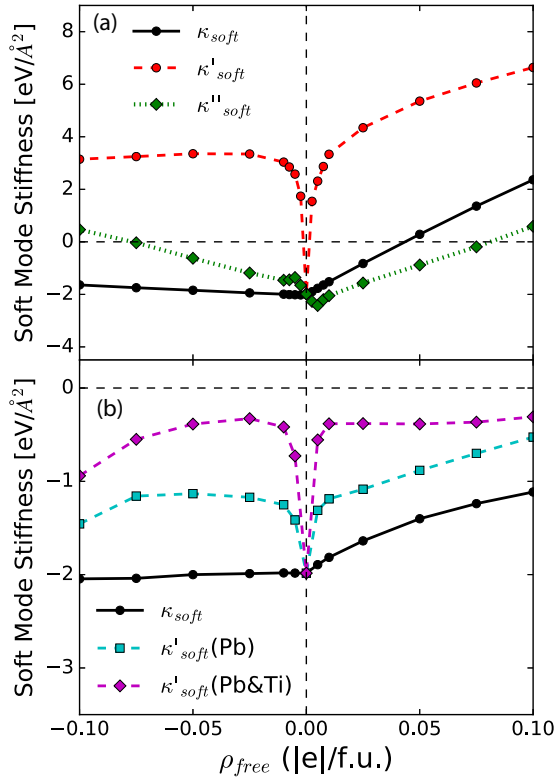 (a)
κsoft
κ'soft
κ''soft
Soft Mode Stiffness [eV/Å²]
8
6
4
2
0
−2
−4
(b)
κsoft
κ'soft(Pb)
κ'soft(Pb&Ti)
Soft Mode Stiffness [eV/Å²]
0
−1
−2
−3
−0.10 −0.05 0.00 0.05 0.10
ρfree (|e|/f.u.)